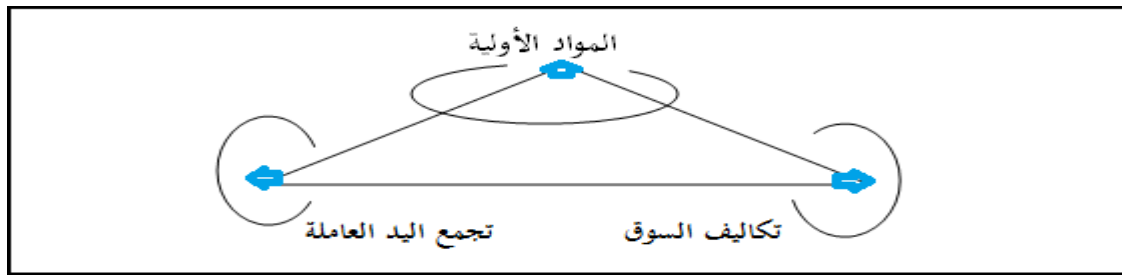 المواد الأولية
تكاليف السوق
تجمع اليد العاملة